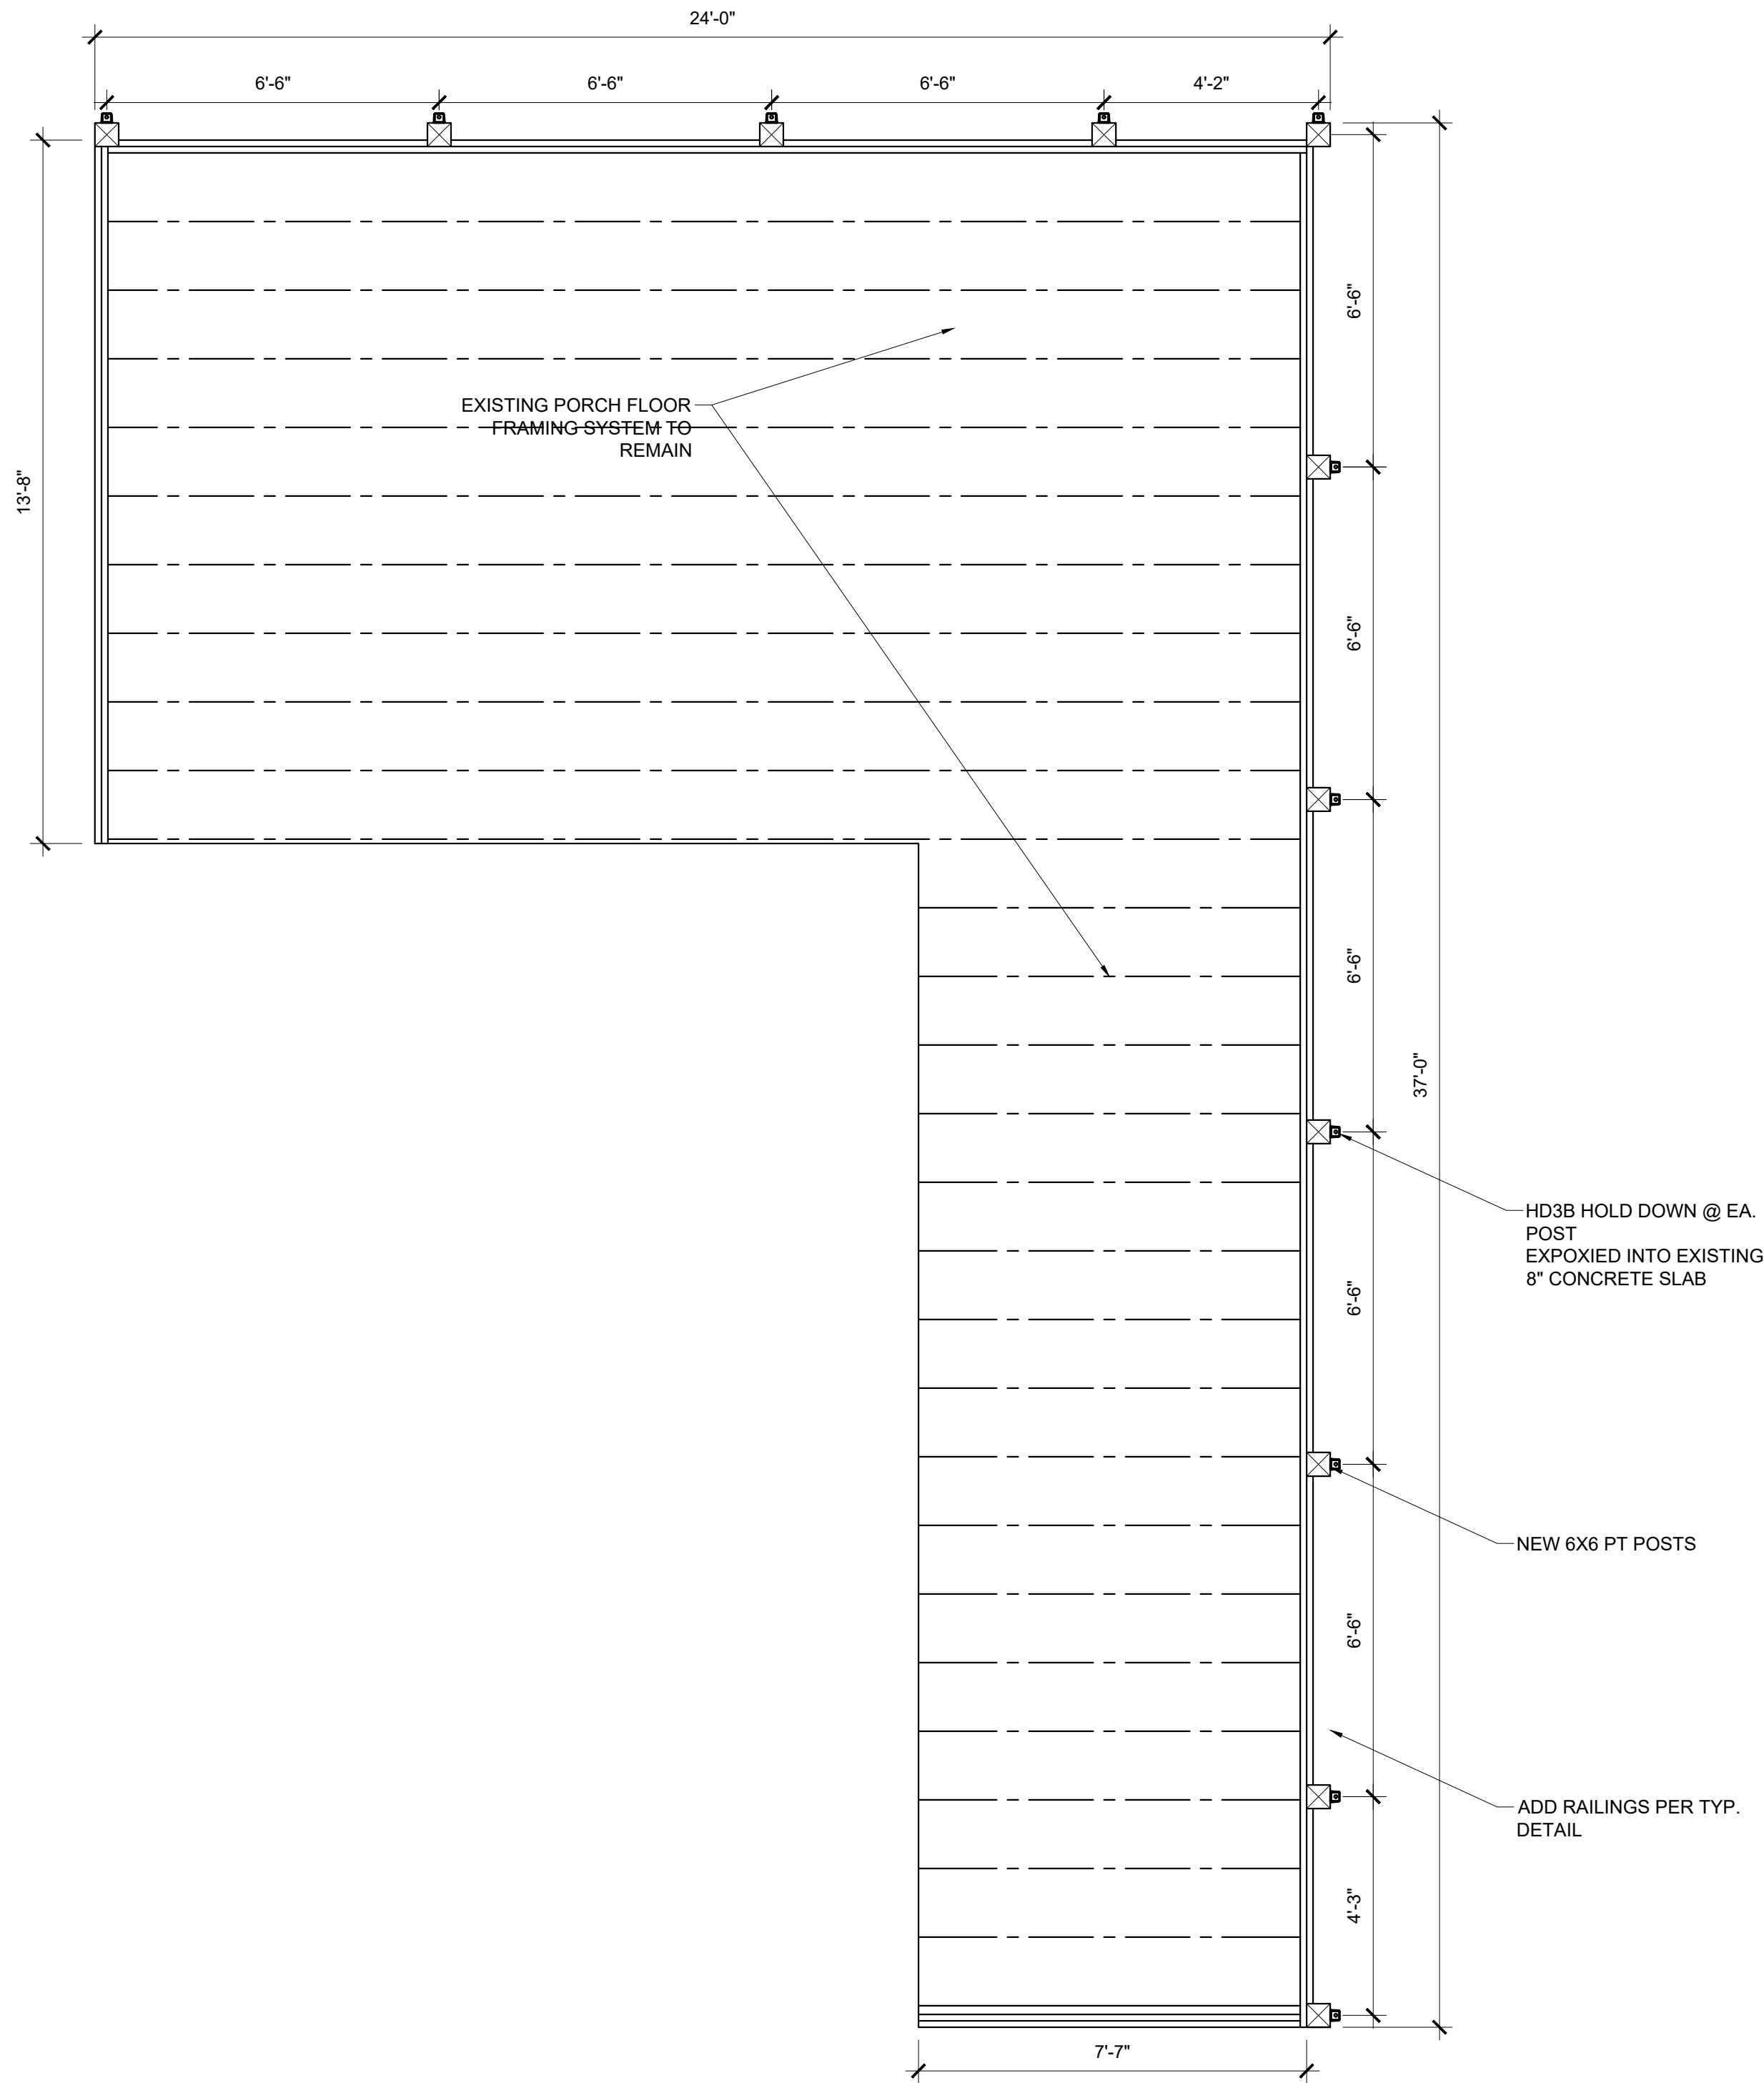 24'-0"
6'-6"
6'-6"
6'-6"
4'-2"
6'-6"
EXISTING PORCH FLOOR
FRAMING SYSTEM TO
REMAIN
13'-8"
6'-6"
6'-6"
37'-0"
HD3B HOLD DOWN @ EA.
POST
EXPOXIED INTO EXISTING
8" CONCRETE SLAB
6'-6"
NEW 6X6 PT POSTS
6'-6"
ADD RAILINGS PER TYP.
DETAIL
4'-3"
7'-7"